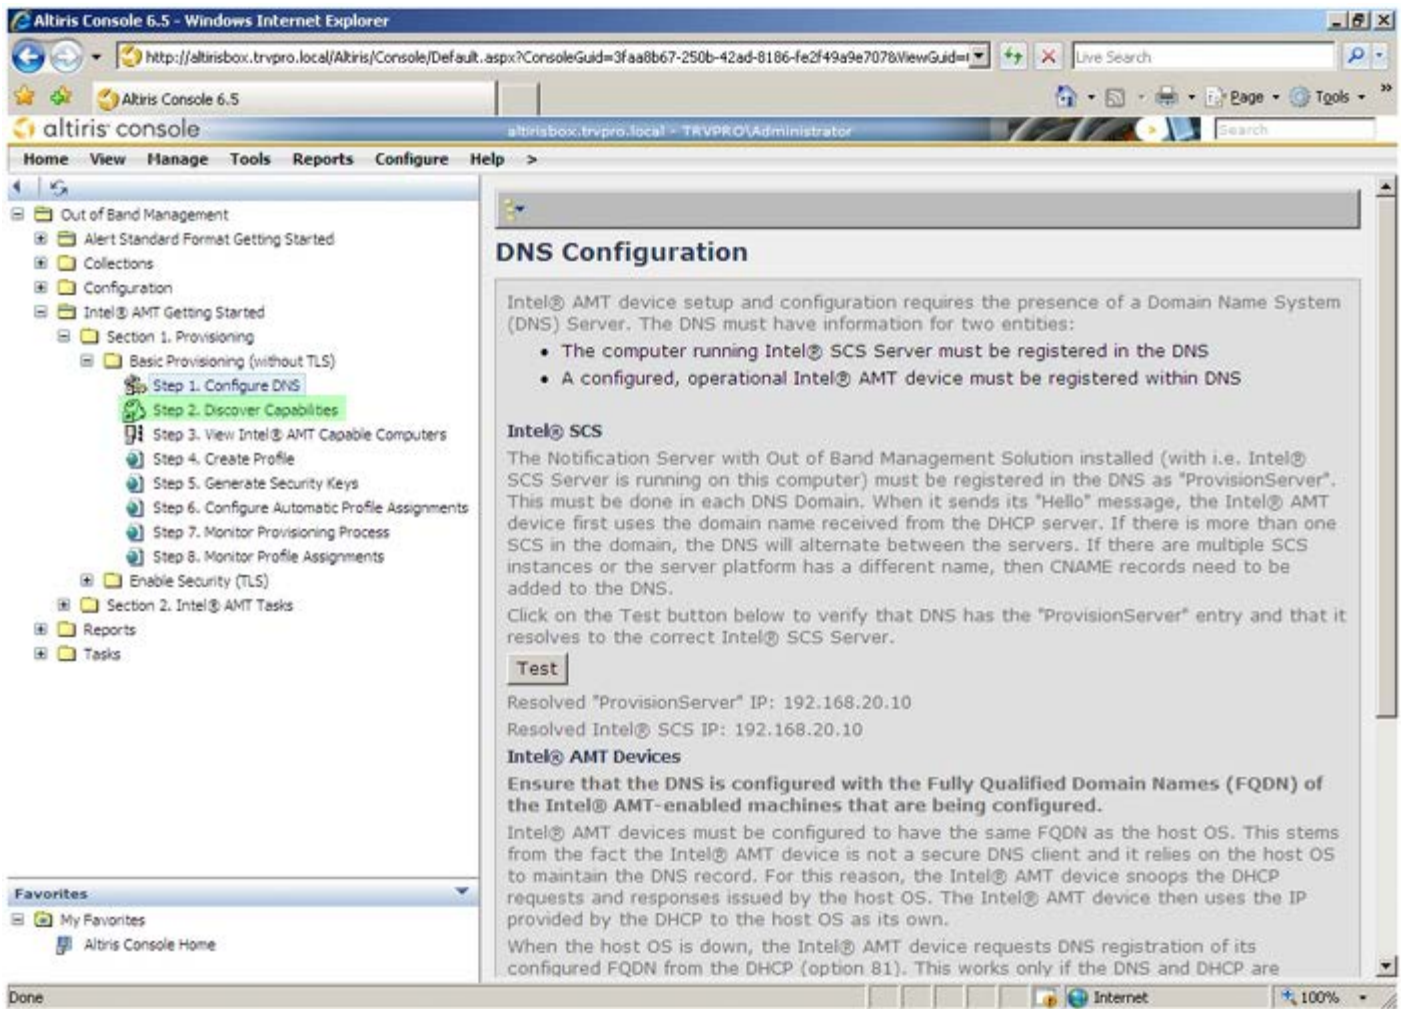 Altiris Console 6.5 - Windows Internet Explorer
http://altirisbox.trvpro.local/Altiris/Console/Default.aspx?ConsoleGuid=3faa8b67-250b-42ad-8186-fe2f49a9e707&ViewGuid=
Live Search
Altiris Console 6.5
Page
Tools
altiris console
altirisbox.trvpro.local - TRVPRO\Administrator
Search
Home View Manage Tools Reports Configure Help >
Out of Band Management
Alert Standard Format Getting Started
Collections
Configuration
Intel® AMT Getting Started
Section 1. Provisioning
Basic Provisioning (without TLS)
Step 1. Configure DNS
Step 2. Discover Capabilities
Step 3. View Intel® AMT Capable Computers
Step 4. Create Profile
Step 5. Generate Security Keys
Step 6. Configure Automatic Profile Assignments
Step 7. Monitor Provisioning Process
Step 8. Monitor Profile Assignments
Enable Security (TLS)
Section 2. Intel® AMT Tasks
Reports
Tasks
Favorites
My Favorites
Altiris Console Home
DNS Configuration
Intel® AMT device setup and configuration requires the presence of a Domain Name System
(DNS) Server. The DNS must have information for two entities:
• The computer running Intel® SCS Server must be registered in the DNS
• A configured, operational Intel® AMT device must be registered within DNS
Intel® SCS
The Notification Server with Out of Band Management Solution installed (with i.e. Intel®
SCS Server is running on this computer) must be registered in the DNS as "ProvisionServer".
This must be done in each DNS Domain. When it sends its "Hello" message, the Intel® AMT
device first uses the domain name received from the DHCP server. If there is more than one
SCS in the domain, the DNS will alternate between the servers. If there are multiple SCS
instances or the server platform has a different name, then CNAME records need to be
added to the DNS.
Click on the Test button below to verify that DNS has the "ProvisionServer" entry and that it
resolves to the correct Intel® SCS Server.
Test
Resolved "ProvisionServer" IP: 192.168.20.10
Resolved Intel® SCS IP: 192.168.20.10
Intel® AMT Devices
Ensure that the DNS is configured with the Fully Qualified Domain Names (FQDN) of
the Intel® AMT-enabled machines that are being configured.
Intel® AMT devices must be configured to have the same FQDN as the host OS. This stems
from the fact the Intel® AMT device is not a secure DNS client and it relies on the host OS
to maintain the DNS record. For this reason, the Intel® AMT device snoops the DHCP
requests and responses issued by the host OS. The Intel® AMT device then uses the IP
provided by the DHCP to the host OS as its own.
When the host OS is down, the Intel® AMT device requests DNS registration of its
configured FQDN from the DHCP (option 81). This works only if the DNS and DHCP are
Done
Internet
100%